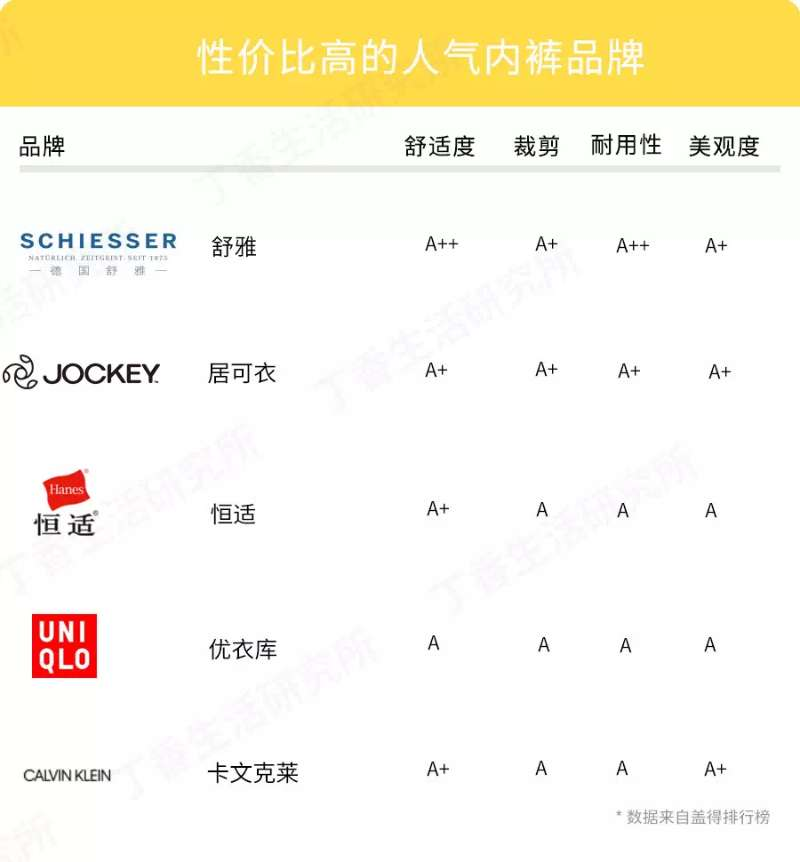 性价比高的人气内裤品牌
品牌 舒适度 裁剪 耐用性 美观度
SCHIESSER 舒雅 A++ A+ A++ A+
NATÜRLICH. ZEITGEIST. SEIT 1875
— 德国舒雅 —
JOCKEY 居可衣 A+ A+ A+ A+
Hanes
恒适® 恒适 A+ A A A
UNI
QLO 优衣库 A A A A
CALVIN KLEIN 卡文克莱 A+ A A A+
* 数据来自盖得排行榜
丁香生活研究所